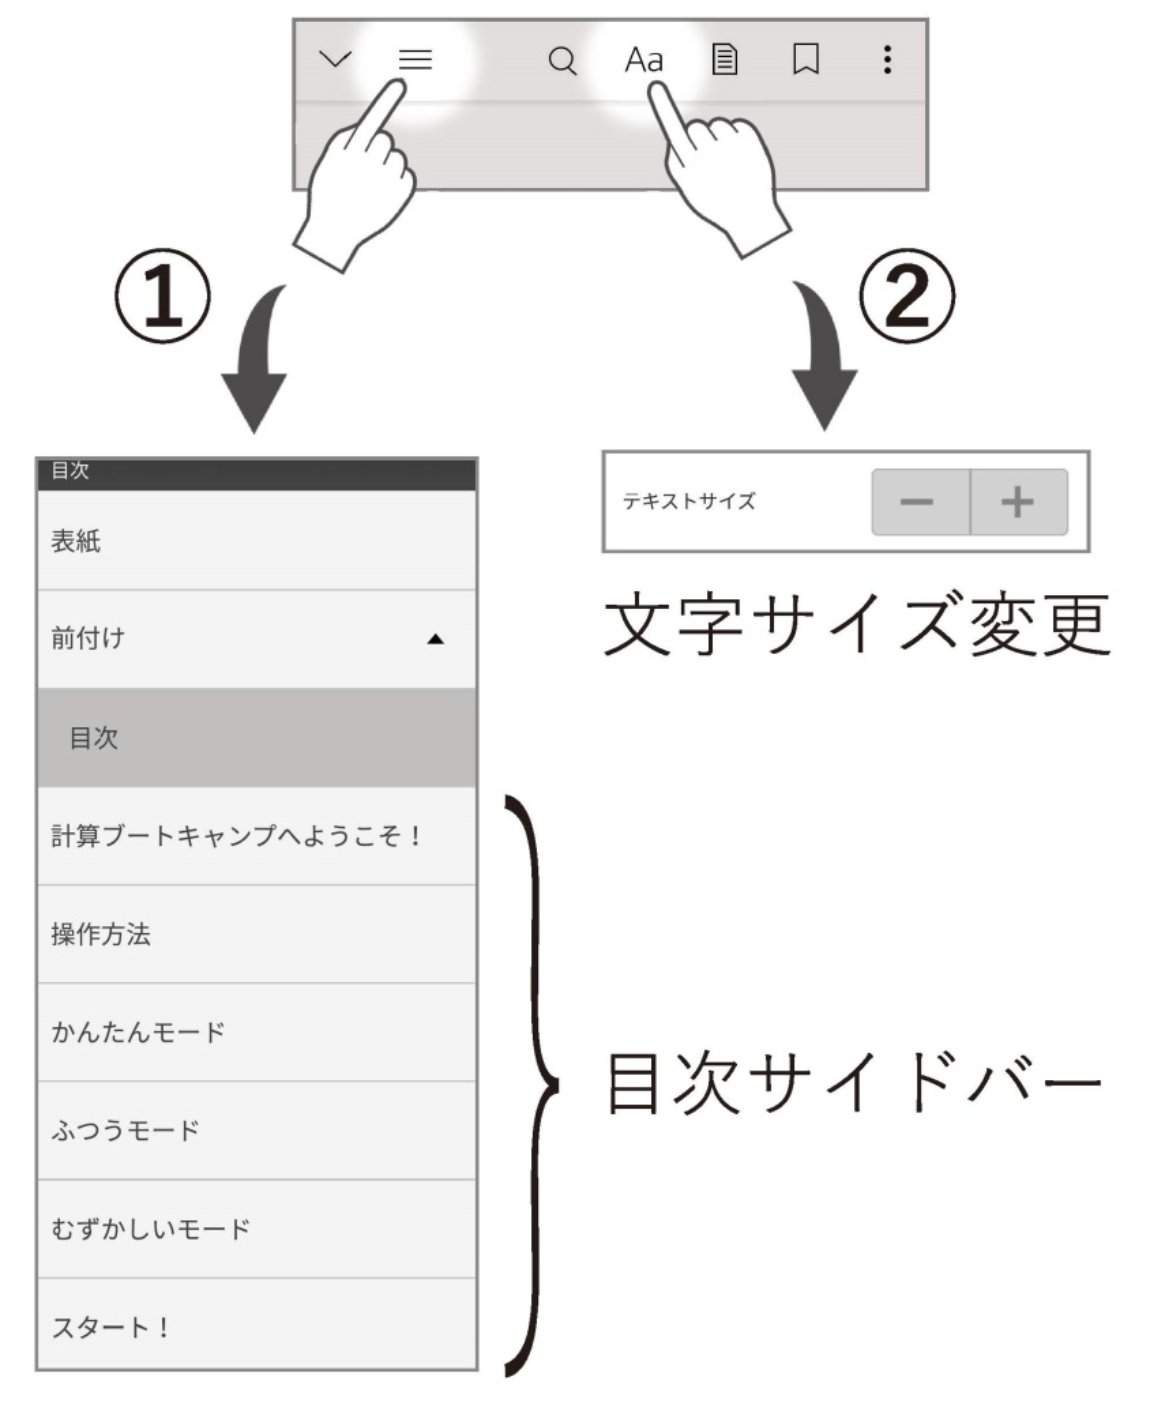 Aa
①
②
目次
表紙
前付け
目次
計算ブートキャンプへようこそ！
操作方法
かんたんモード
ふつうモード
むずかしいモード
スタート！
テキストサイズ
文字サイズ変更
目次サイドバー